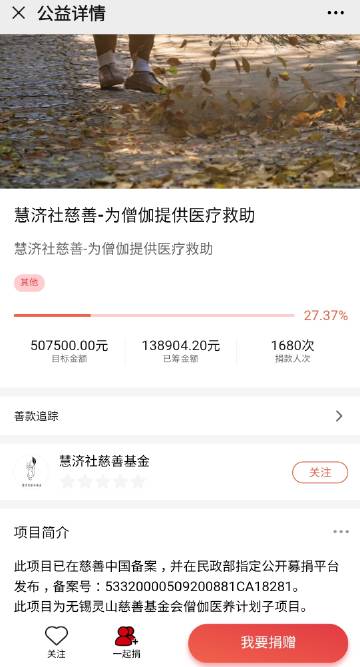 公益详情
慧济社慈善-为僧伽提供医疗救助
慧济社慈善-为僧伽提供医疗救助
其他
27.37%
507500.00元 138904.20元 1680次
目标金额 已筹金额 捐款人次
善款追踪
慧济社慈善基金
关注
项目简介
此项目已在慈善中国备案，并在民政部指定公开募捐平台
发布，备案号：53320000509200881CA18281。
此项目为无锡灵山慈善基金会僧伽医养计划子项目。
关注 一起捐 我要捐赠